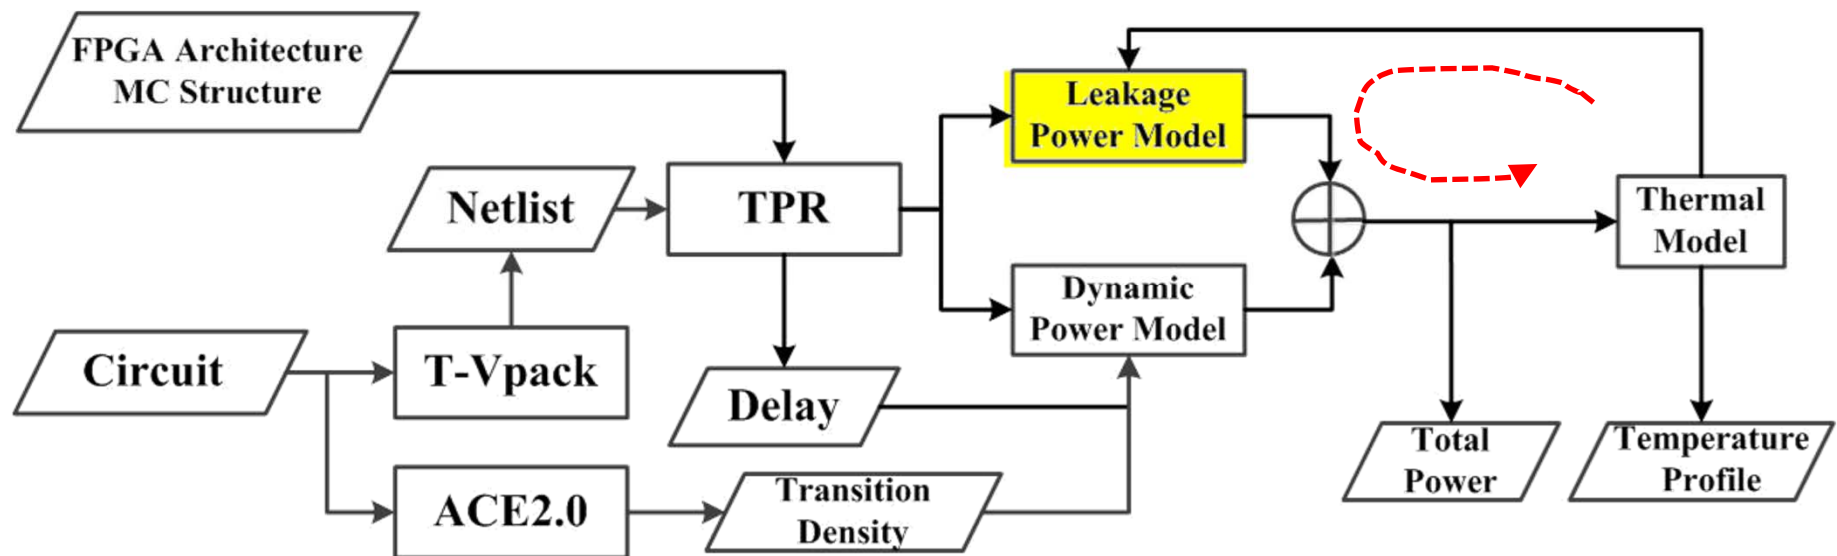 FPGA Architecture
MC Structure
Leakage
Power Model
Netlist
TPR
Thermal
Model
Dynamic
Power Model
Circuit
T-Vpack
Delay
Total
Power
Temperature
Profile
ACE2.0
Transition
Density